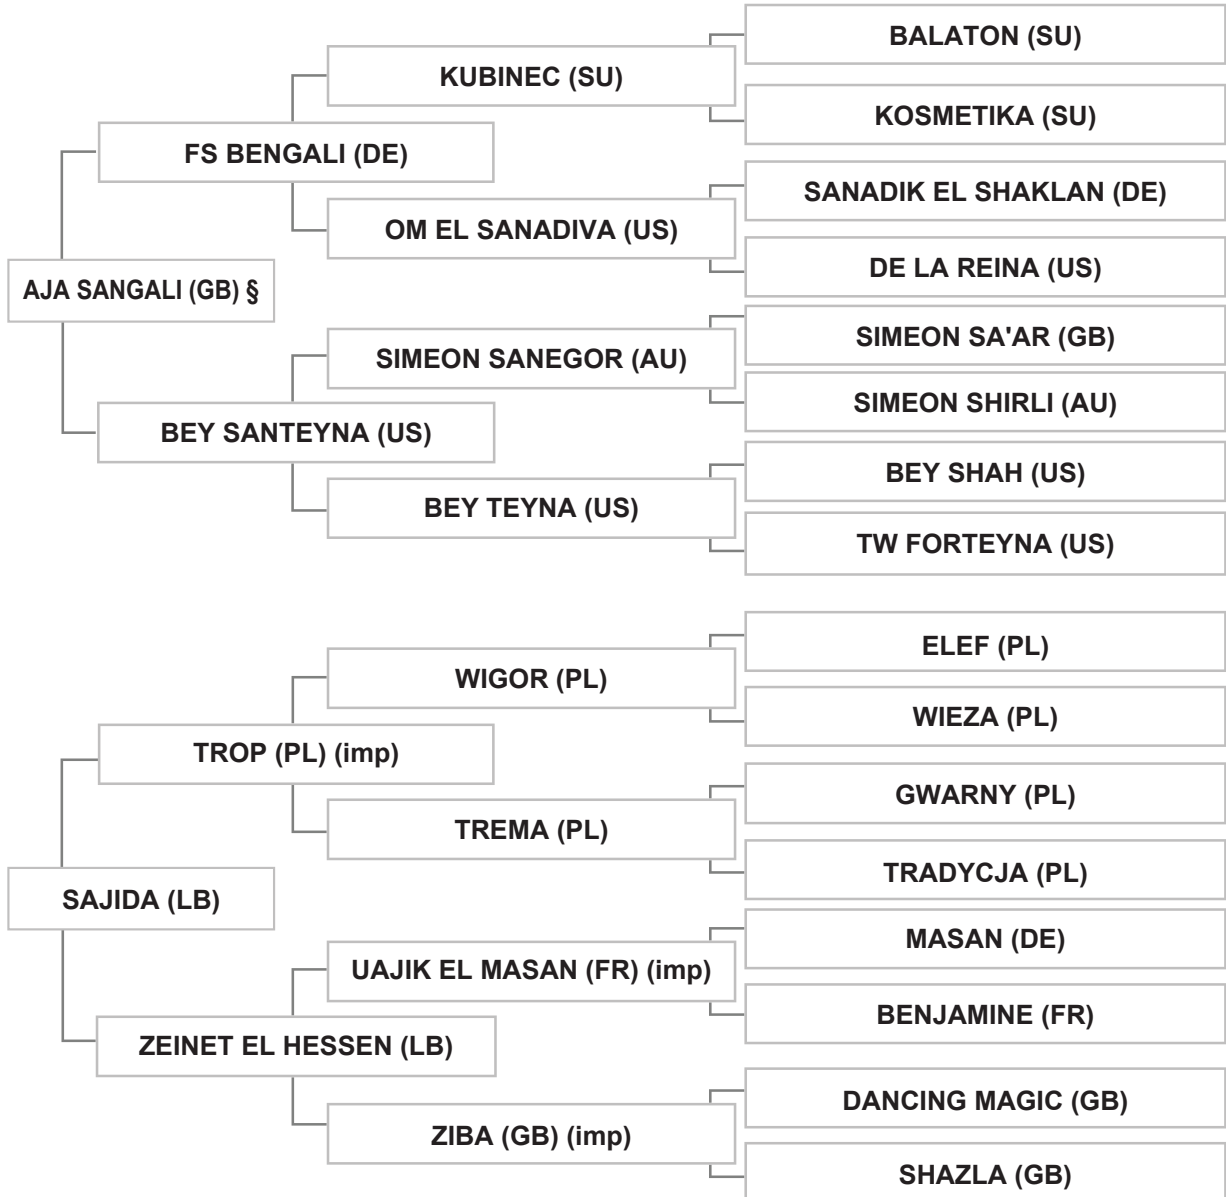 BALATON (SU)
KUBINEC (SU)
KOSMETIKA (SU)
FS BENGALI (DE)
SANADIK EL SHAKLAN (DE)
OM EL SANADIVA (US)
DE LA REINA (US)
AJA SANGALI (GB) §
SIMEON SA'AR (GB)
SIMEON SANEGOR (AU)
SIMEON SHIRLI (AU)
BEY SANTEYNA (US)
BEY SHAH (US)
BEY TEYNA (US)
TW FORTEYNA (US)
ELEF (PL)
WIGOR (PL)
WIEZA (PL)
TROP (PL) (imp)
GWARNY (PL)
TREMA (PL)
TRADYCJA (PL)
SAJIDA (LB)
MASAN (DE)
UAJIK EL MASAN (FR) (imp)
BENJAMINE (FR)
ZEINET EL HESSEN (LB)
DANCING MAGIC (GB)
ZIBA (GB) (imp)
SHAZLA (GB)